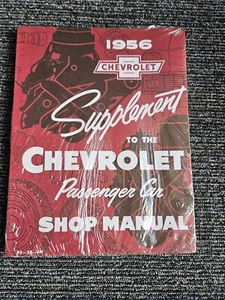 1956
CHEVROLET
Supplement
TO THE
CHEVROLET
Passenger Car
SHOP MANUAL